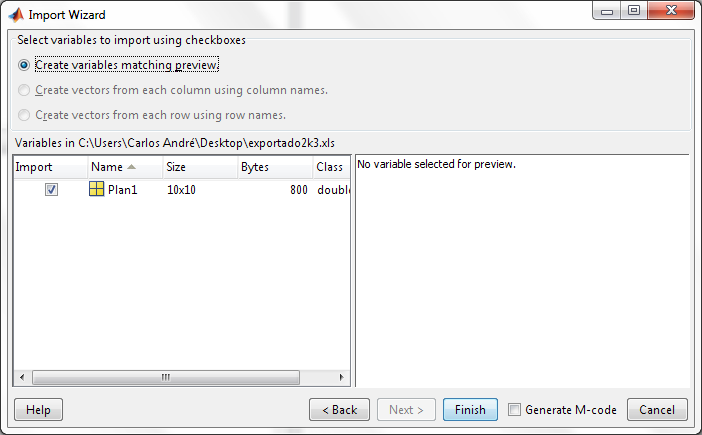 Import Wizard
Select variables to import using checkboxes
Create variables matching preview.
Create vectors from each column using column names.
Create vectors from each row using row names.
Variables in C:\Users\Carlos André\Desktop\exportado2k3.xls
Import Name Size Bytes Class
Plan1 10x10 800 double
No variable selected for preview.
Help < Back Next > Finish Generate M-code Cancel